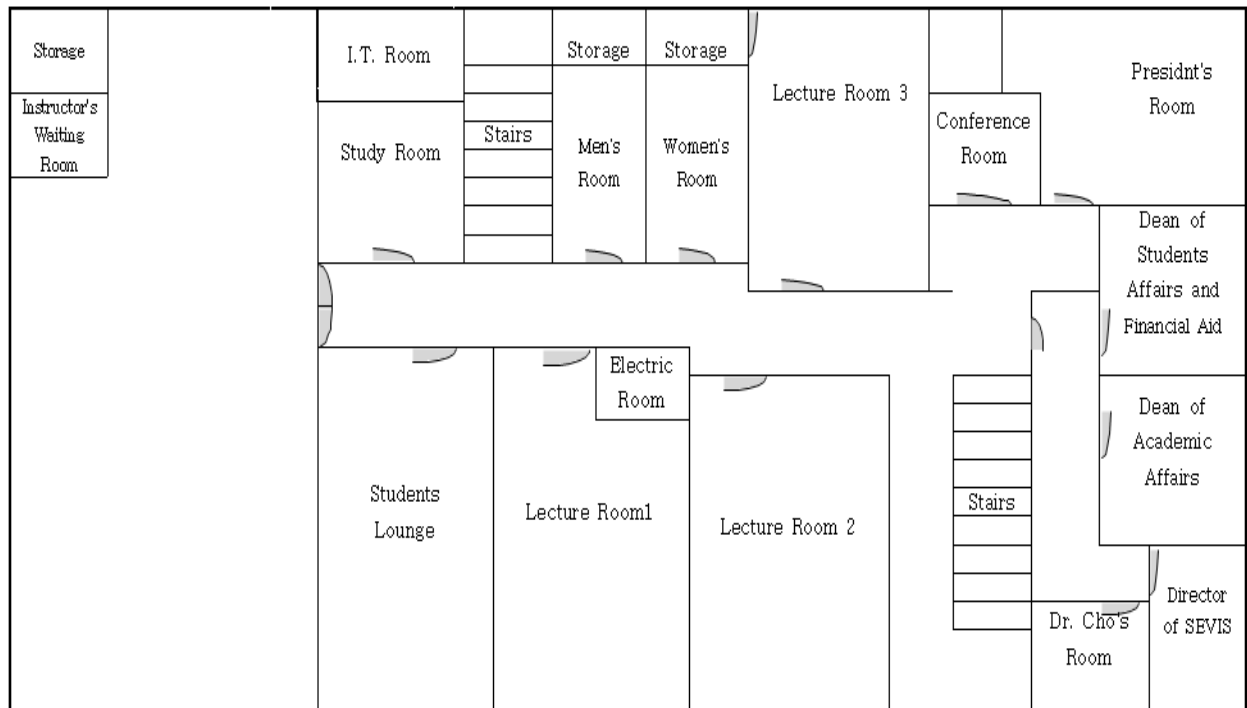 Storage
Instructor's
Waiting
Room
I.T. Room
Study Room
Stairs
Storage
Men's
Room
Storage
Women's
Room
Lecture Room 3
Conference
Room
Presidnt's
Room
Dean of
Students
Affairs and
Financial Aid
Electric
Room
Students
Lounge
Lecture Room1
Lecture Room 2
Stairs
Dean of
Academic
Affairs
Dr. Cho's
Room
Director
of SEVIS